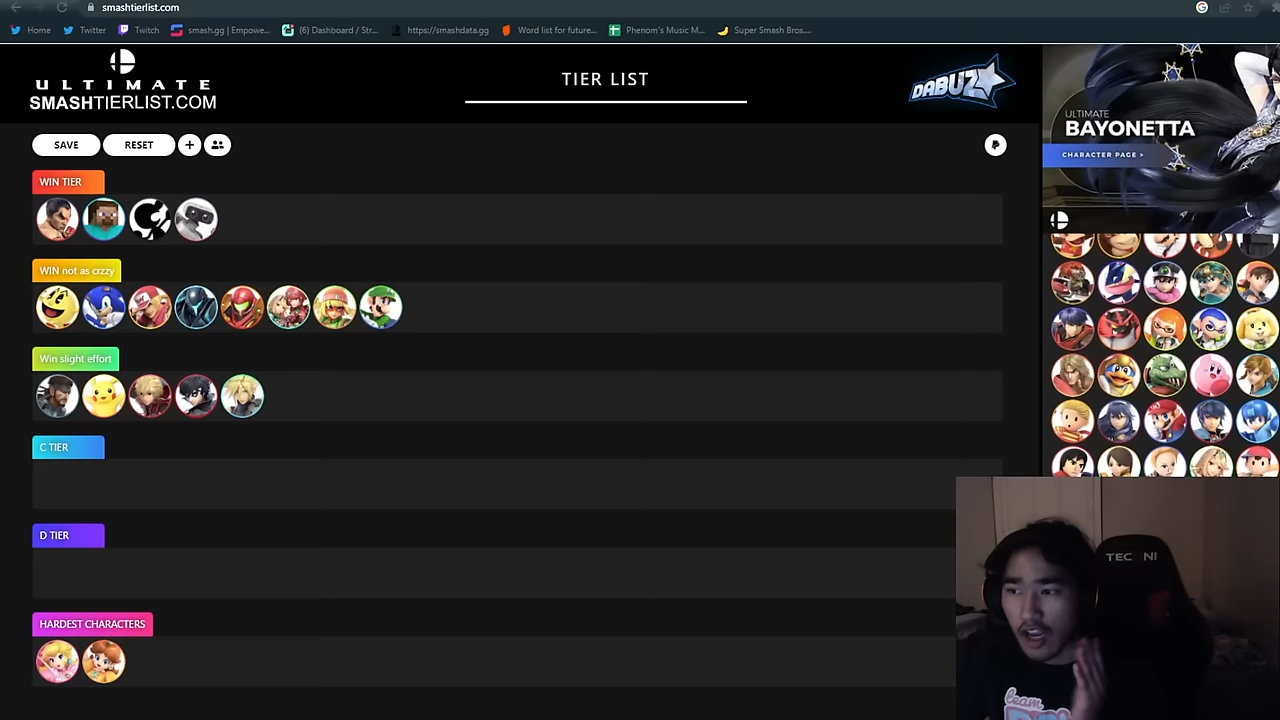 smashtierlist.com
Home
Twitter
Twitch
smash.gg | Empowe...
(6) Dashboard / Str...
https://smashdata.gg
Word list for future...
Phenom's Music M...
Super Smash Bros....
ULTIMATE
SMASHTIERLIST.COM
TIER LIST
DABUZ
ULTIMATE
BAYONETTA
CHARACTER PAGE >
SAVE
RESET
WIN TIER
WIN not as crzzy
Win slight effort
C TIER
D TIER
HARDEST CHARACTERS
TEC NI
team